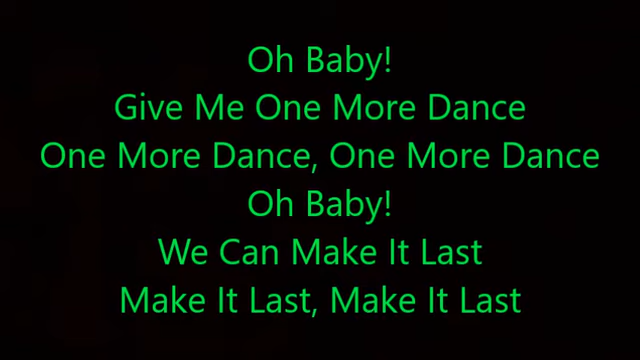 Oh Baby!
Give Me One More Dance
One More Dance, One More Dance
Oh Baby!
We Can Make It Last
Make It Last, Make It Last